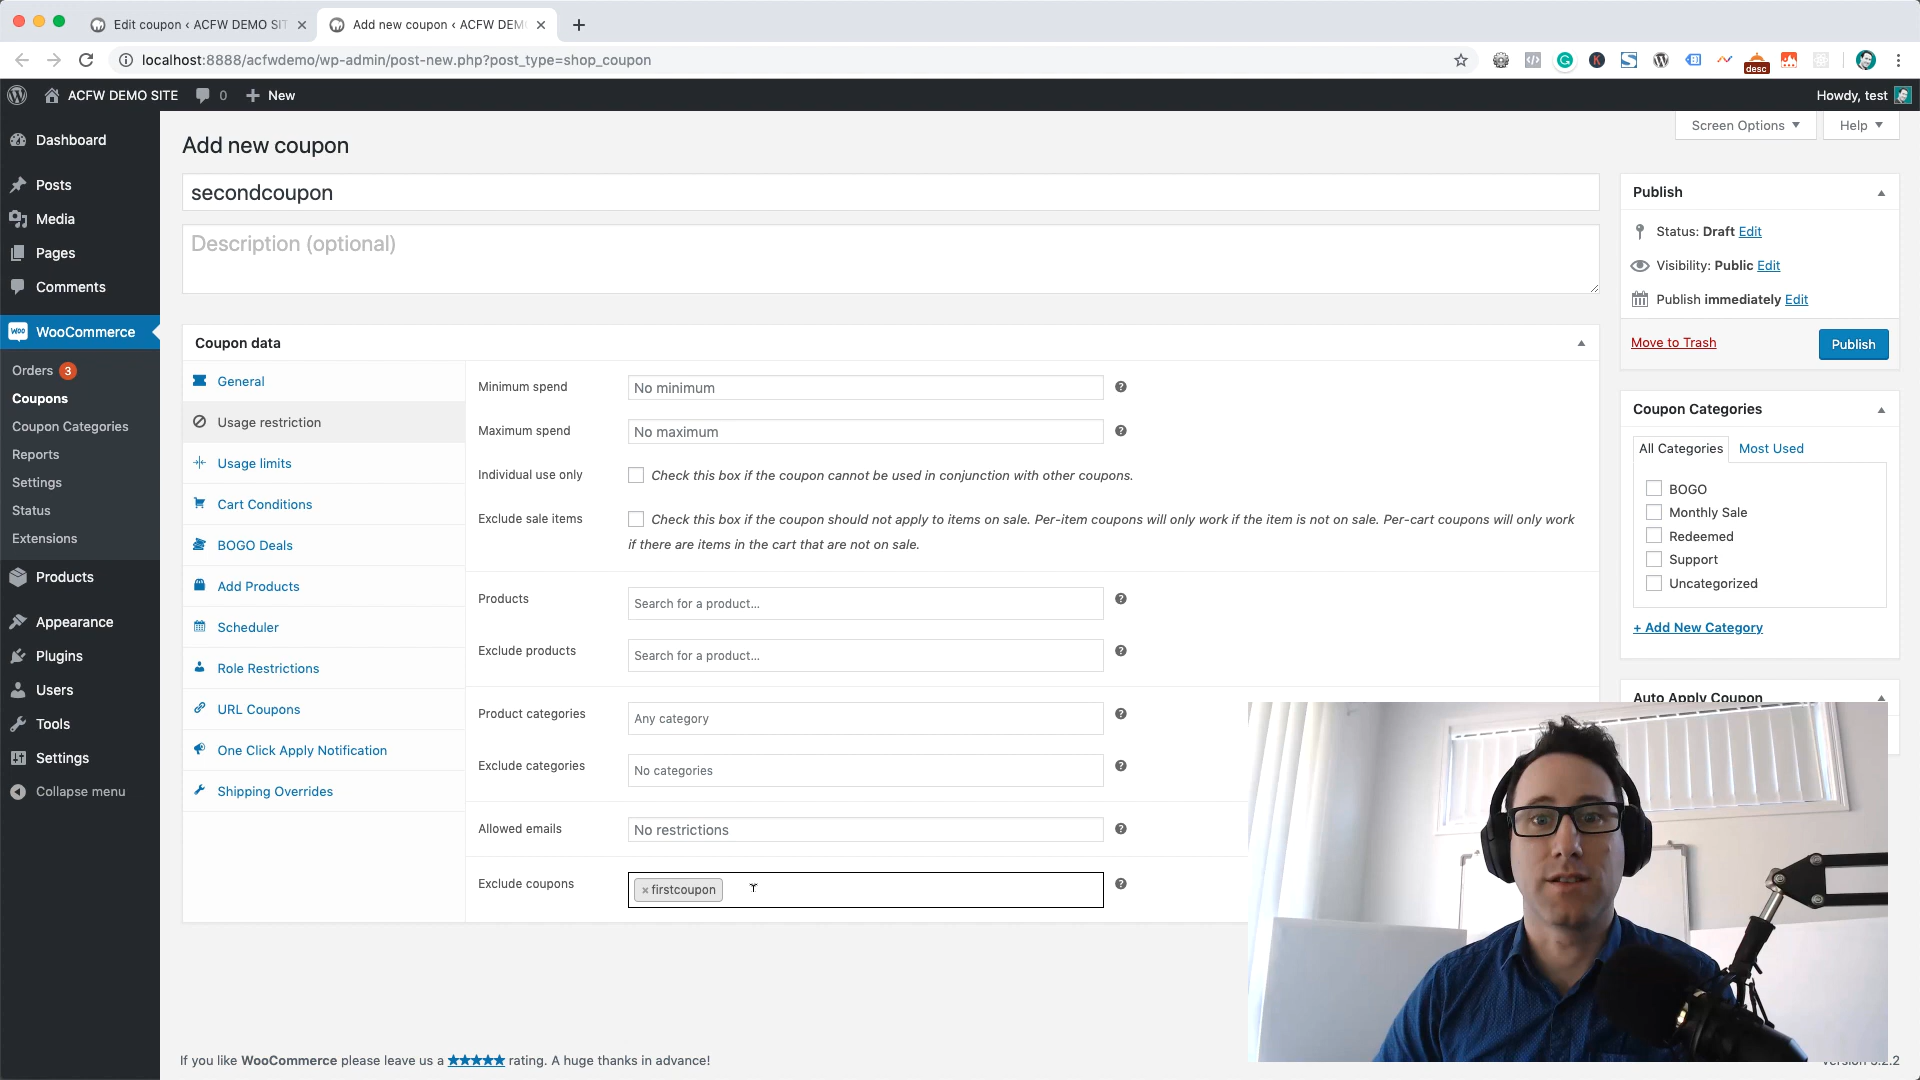 Edit coupon ‹ ACFW DEMO SIT
Add new coupon ‹ ACFW DEM
localhost:8888/acfwdemo/wp-admin/post-new.php?post_type=shop_coupon
desc
ACFW DEMO SITE
0
New
Howdy, test
Screen Options
Help
Dashboard
Posts
Media
Pages
Comments
WooCommerce
Orders 3
Coupons
Coupon Categories
Reports
Settings
Status
Extensions
Products
Appearance
Plugins
Users
Tools
Settings
Collapse menu
Add new coupon
secondcoupon
Description (optional)
Coupon data
General
Usage restriction
Usage limits
Cart Conditions
BOGO Deals
Add Products
Scheduler
Role Restrictions
URL Coupons
One Click Apply Notification
Shipping Overrides
Minimum spend
No minimum
Maximum spend
No maximum
Individual use only
Check this box if the coupon cannot be used in conjunction with other coupons.
Exclude sale items
Check this box if the coupon should not apply to items on sale. Per-item coupons will only work if the item is not on sale. Per-cart coupons will only work
if there are items in the cart that are not on sale.
Products
Search for a product…
Exclude products
Search for a product…
Product categories
Any category
Exclude categories
No categories
Allowed emails
No restrictions
Exclude coupons
×firstcoupon
Publish
Status: Draft Edit
Visibility: Public Edit
Publish immediately Edit
Move to Trash
Publish
Coupon Categories
All Categories
Most Used
BOGO
Monthly Sale
Redeemed
Support
Uncategorized
+ Add New Category
Auto Apply Coupon
If you like WooCommerce please leave us a ★★★★★ rating. A huge thanks in advance!